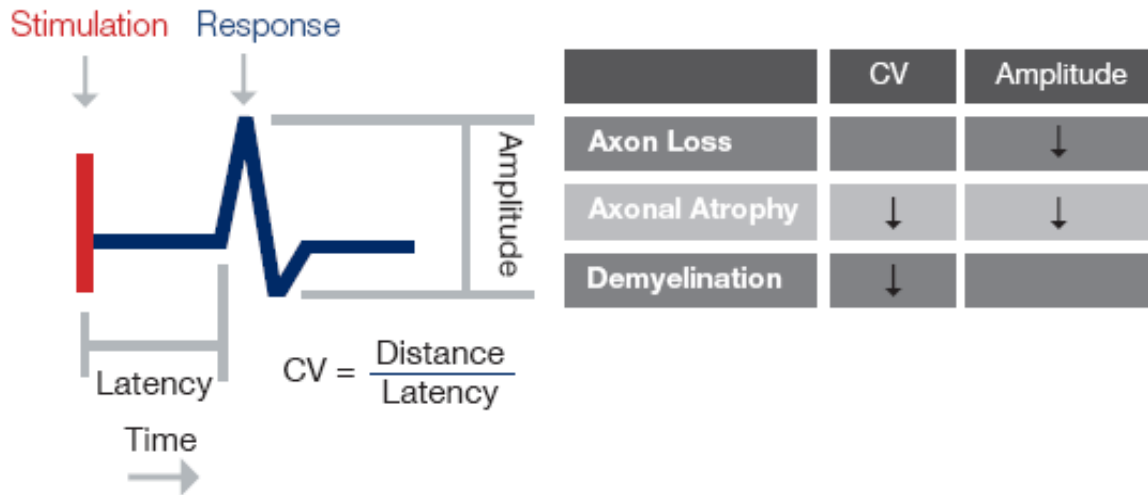 Stimulation Response
Amplitude
Latency
CV = Distance
Latency
Time
CV Amplitude
Axon Loss ↓
Axonal Atrophy ↓ ↓
Demyelination ↓